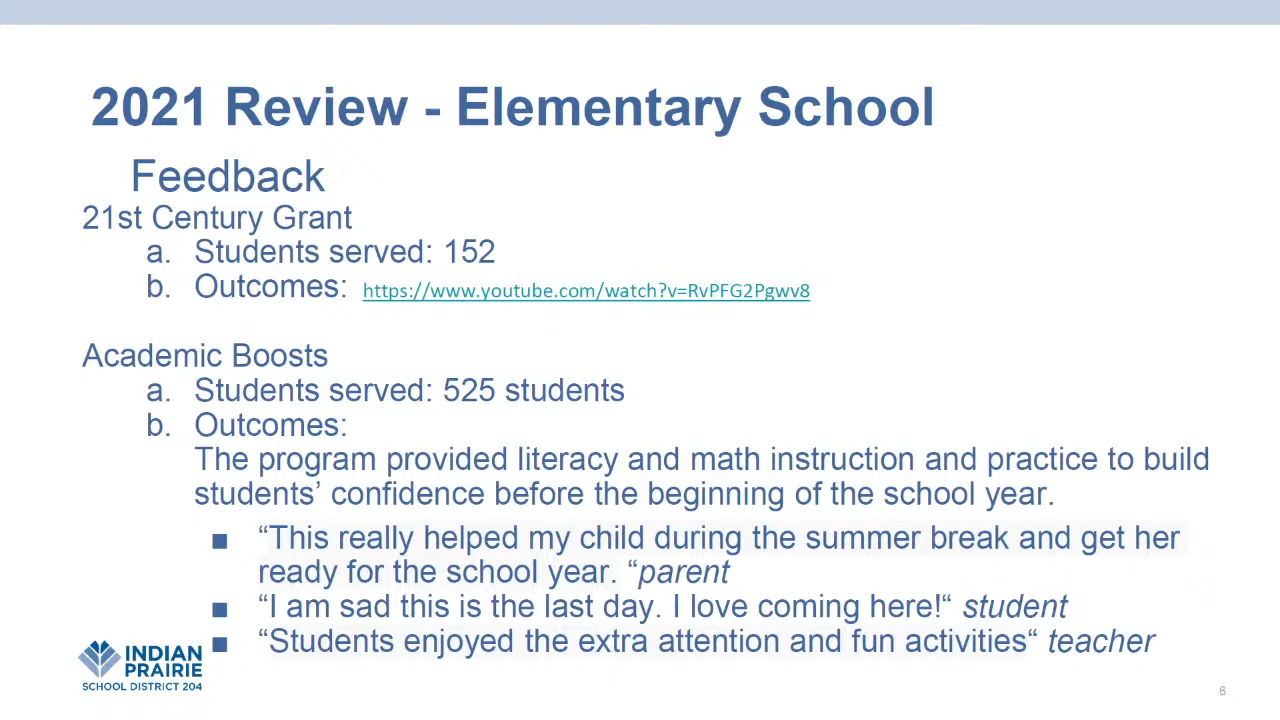 2021 Review - Elementary School
Feedback
21st Century Grant
a. Students served: 152
b. Outcomes: https://www.youtube.com/watch?v=RvPFG2Pgwv8
Academic Boosts
a. Students served: 525 students
b. Outcomes:
The program provided literacy and math instruction and practice to build
students’ confidence before the beginning of the school year.
■ “This really helped my child during the summer break and get her
ready for the school year. “parent
■ “I am sad this is the last day. I love coming here!“ student
■ “Students enjoyed the extra attention and fun activities“ teacher
INDIAN
PRAIRIE
SCHOOL DISTRICT 204
6